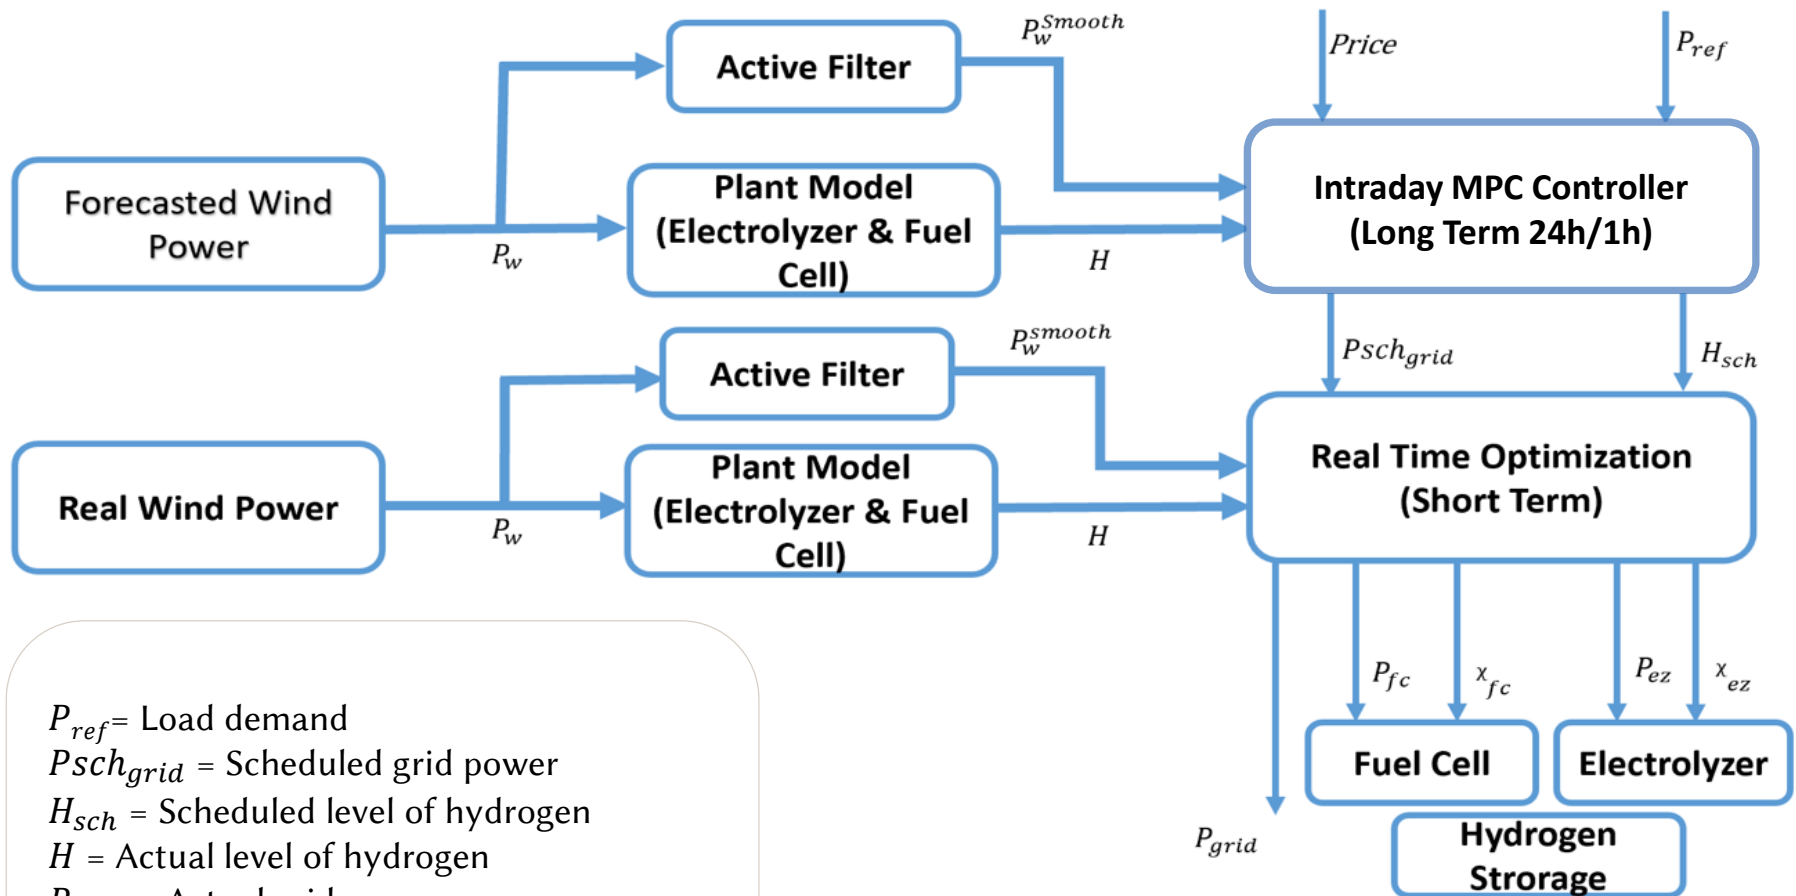 P_w^Smooth
Price
P_ref
Active Filter
Forecasted Wind
Power
P_w
Plant Model
(Electrolyzer & Fuel
Cell)
H
Intraday MPC Controller
(Long Term 24h/1h)
P_w^smooth
Psch_grid
H_sch
Active Filter
Real Wind Power
P_w
Plant Model
(Electrolyzer & Fuel
Cell)
H
Real Time Optimization
(Short Term)
P_fc
χ_fc
P_ez
χ_ez
Fuel Cell
Electrolyzer
P_grid
Hydrogen
Strorage
P_ref= Load demand
Psch_grid = Scheduled grid power
H_sch = Scheduled level of hydrogen
H = Actual level of hydrogen